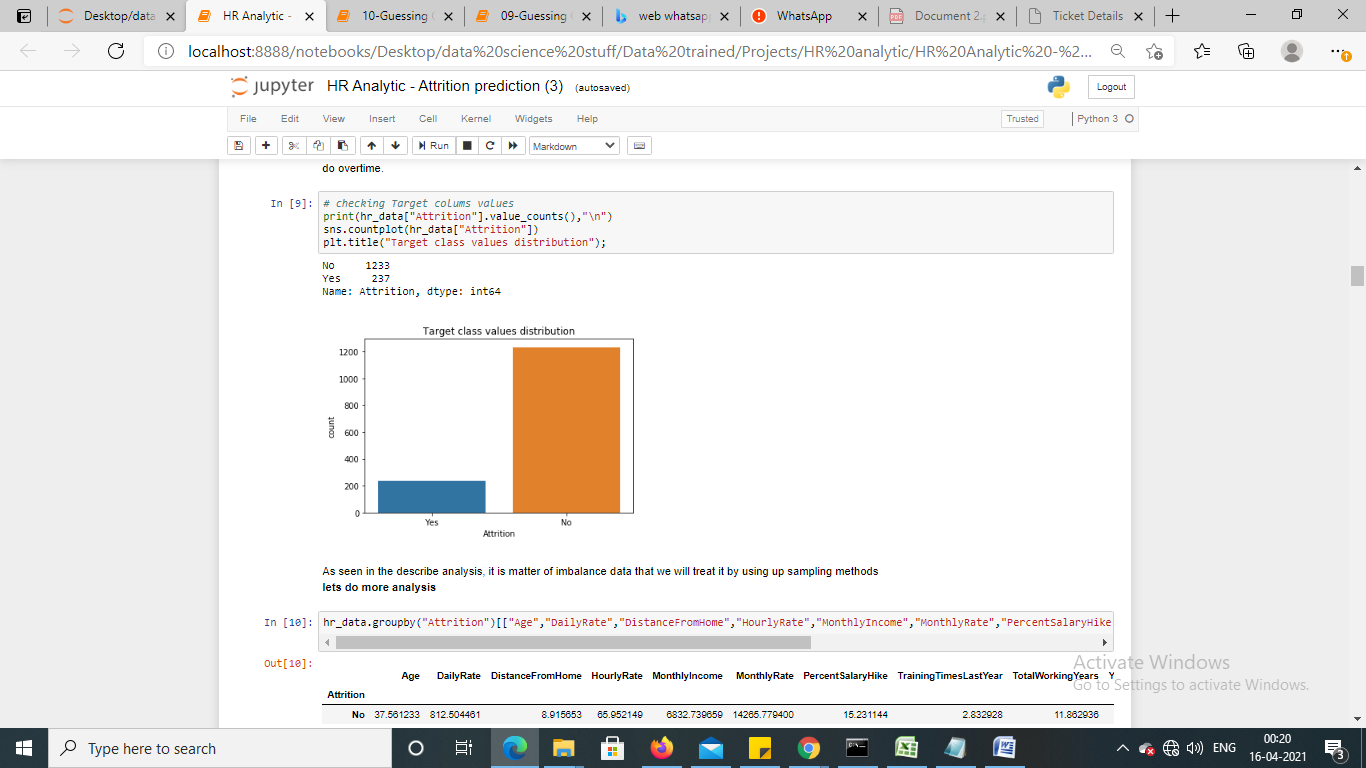 Desktop/data
HR Analytic -
10-Guessing
09-Guessing
web whatsap
WhatsApp
Document 2.p
Ticket Details
localhost:8888/notebooks/Desktop/data%20science%20stuff/Data%20trained/Projects/HR%20analytic/HR%20Analytic%20-%2...
jupyter HR Analytic - Attrition prediction (3) (autosaved)
Logout
File Edit View Insert Cell Kernel Widgets Help
Trusted
Python 3
Run
Markdown
do overtime.
In [9]:
# checking Target colums values
print(hr_data["Attrition"].value_counts(),"\n")
sns.countplot(hr_data["Attrition"])
plt.title("Target class values distribution");
No 1233
Yes 237
Name: Attrition, dtype: int64
Target class values distribution
1200
1000
800
600
400
200
0
count
Yes No
Attrition
As seen in the describe analysis, it is matter of imbalance data that we will treat it by using up sampling methods
lets do more analysis
In [10]:
hr_data.groupby("Attrition")[["Age","DailyRate","DistanceFromHome","HourlyRate","MonthlyIncome","MonthlyRate","PercentSalaryHike
Out[10]:
Age DailyRate DistanceFromHome HourlyRate MonthlyIncome MonthlyRate PercentSalaryHike TrainingTimesLastYear TotalWorkingYears Y
Attrition
No 37.561233 812.504461 8.915653 65.952149 6832.739659 14265.779400 15.231144 2.832928 11.862936
Activate Windows
Go to Settings to activate Windows.
Type here to search
ENG
00:20
16-04-2021
3